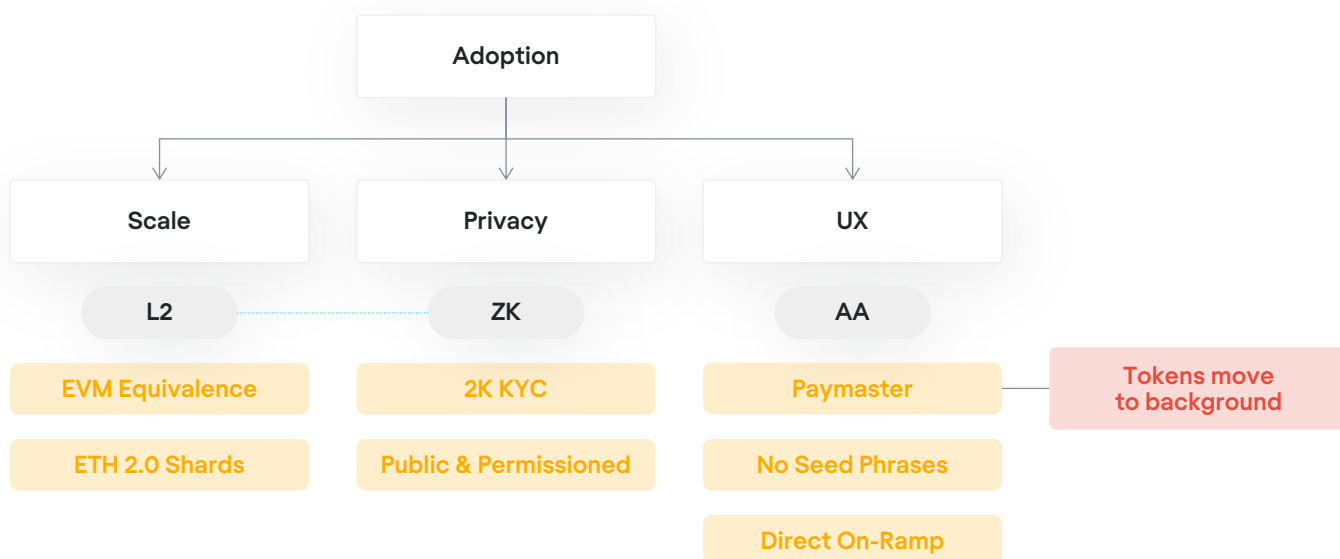 Adoption
Scale
Privacy
UX
L2
ZK
AA
EVM Equivalence
2K KYC
Paymaster
Tokens move
to background
ETH 2.0 Shards
Public & Permissioned
No Seed Phrases
Direct On-Ramp